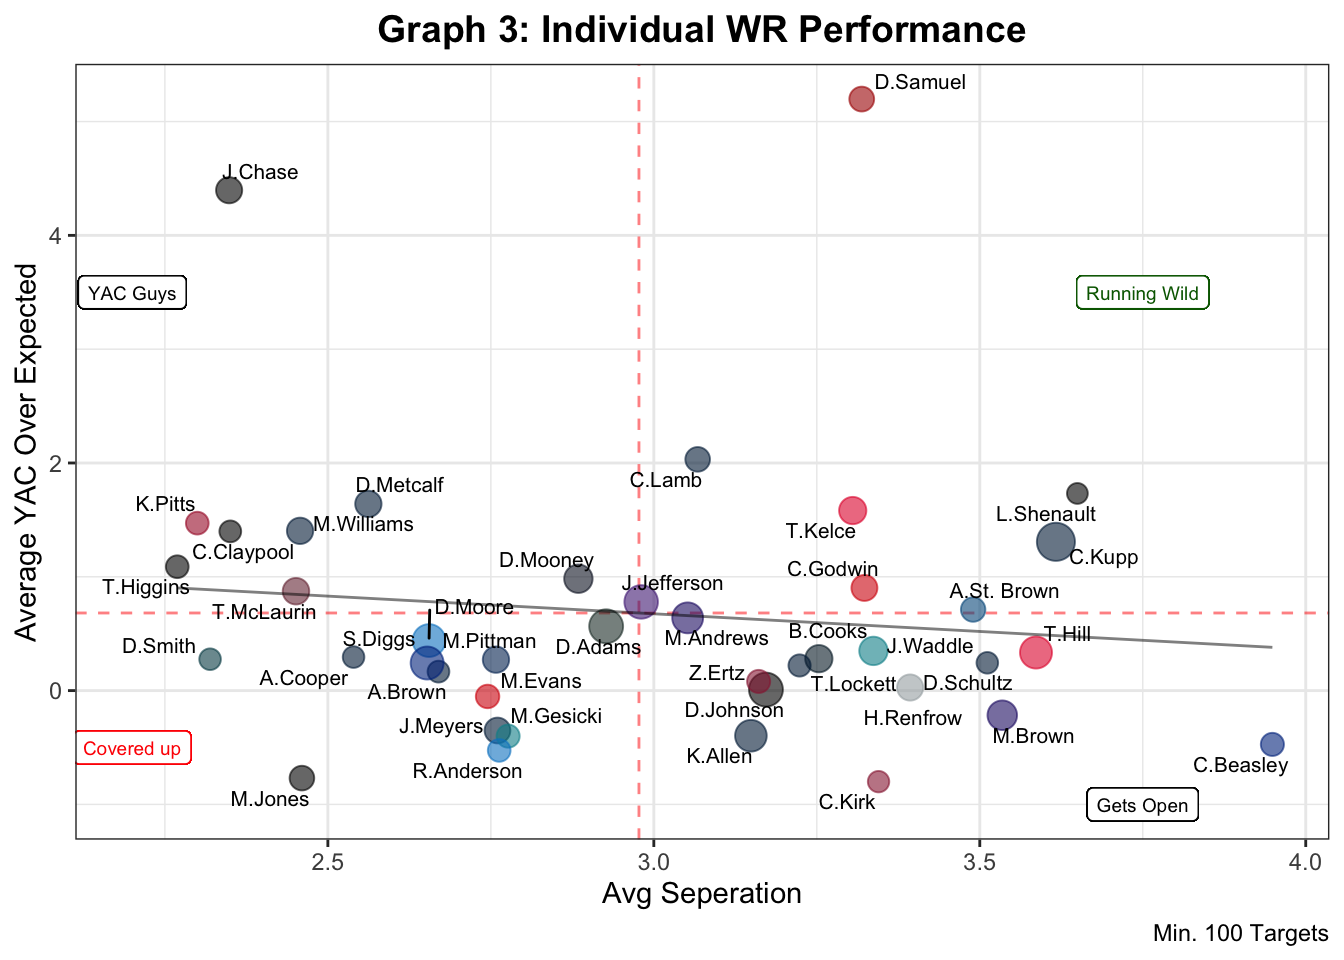 Graph 3: Individual WR Performance
D.Samuel
J.Chase
4
YAC Guys
Running Wild
Average YAC Over Expected
2
C.Lamb
D.Metcalf
K.Pitts
M.Williams
L.Shenault
T.Kelce
C.Claypool
C.Kupp
D.Mooney
C.Godwin
T.Higgins
J.Jefferson
A.St. Brown
T.McLaurin
D.Moore
S.Diggs
M.Pittman
D.Adams
M.Andrews
B.Cooks
J.Waddle
T.Hill
D.Smith
A.Cooper
A.Brown
M.Evans
Z.Ertz
T.Lockett
D.Schultz
0
D.Johnson
H.Renfrow
J.Meyers
M.Gesicki
M.Brown
Covered up
K.Allen
C.Beasley
R.Anderson
M.Jones
C.Kirk
Gets Open
2.5
3.0
3.5
4.0
Avg Seperation
Min. 100 Targets